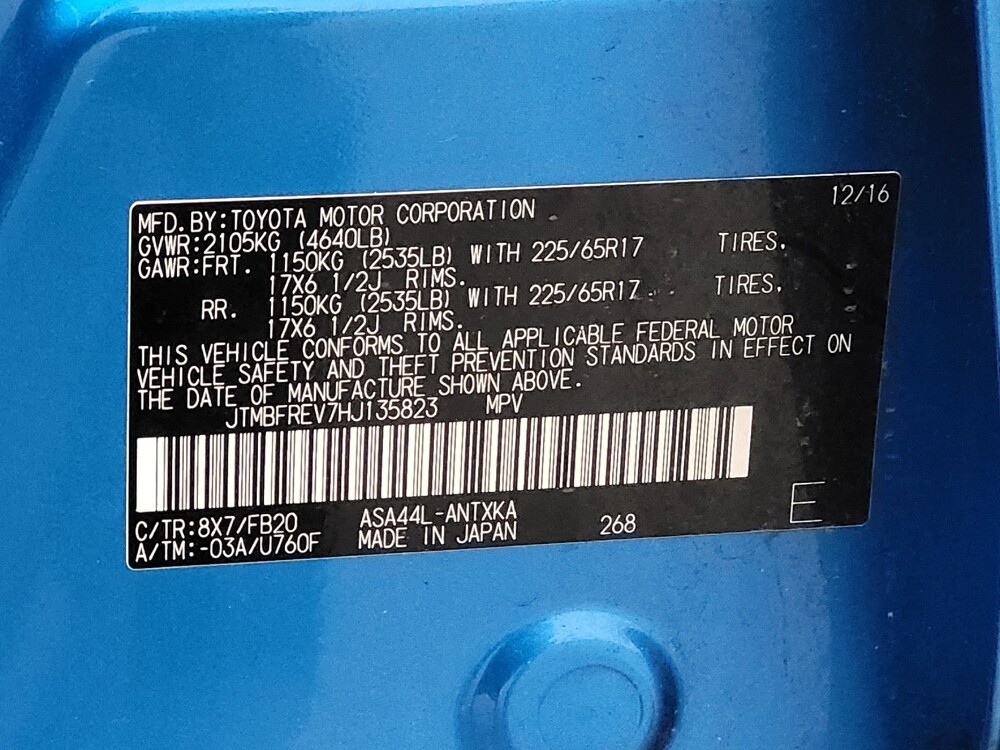 12/16
MFD. BY:TOYOTA MOTOR CORPORATION
GVWR:2105KG (4640LB)
GAWR:FRT. 1150KG (2535LB) WITH 225/65R17 TIRES.
17X6 1/2J RIMS.
RR. 1150KG (2535LB) WITH 225/65R17 TIRES.
17X6 1/2J RIMS.
THIS VEHICLE CONFORMS TO ALL APPLICABLE FEDERAL MOTOR
VEHICLE SAFETY AND THEFT PREVENTION STANDARDS IN EFFECT ON
THE DATE OF MANUFACTURE SHOWN ABOVE.
JTMBFREV7HJ135823 MPV
C/TR:8X7/FB20 ASA44L-ANTXKA 268 E
A/TM:-03A/U760F MADE IN JAPAN